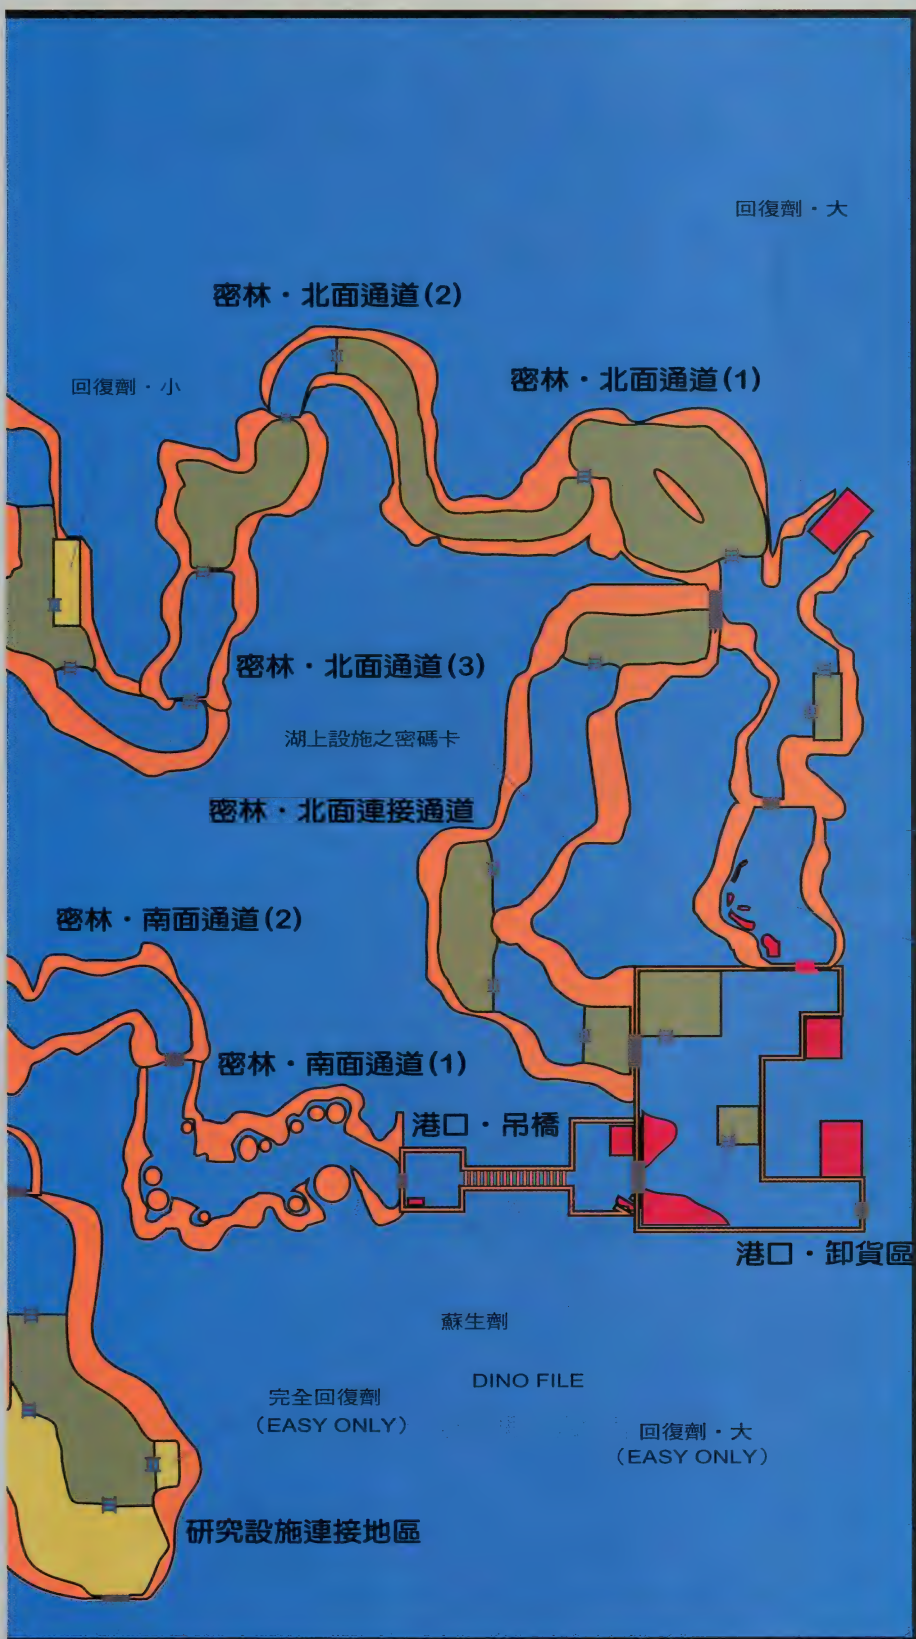 回復劑・大
密林・北面通道(2)
密林・北面通道(1)
回復劑・小
密林・北面通道(3)
湖上設施之密碼卡
密林・北面連接通道
密林・南面通道(2)
密林・南面通道(1)
港口・吊橋
港口・卸貨區
蘇生劑
DINO FILE
完全回復劑
(EASY ONLY)
回復劑・大
(EASY ONLY)
研究設施連接地區